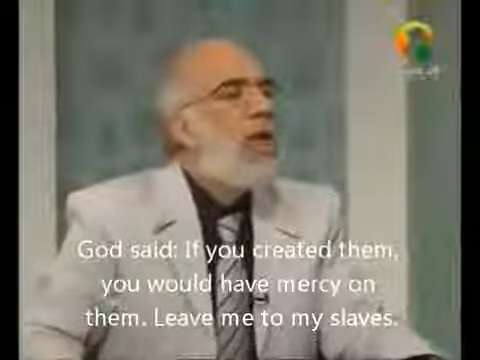 God said: If you created them,
you would have mercy on
them. Leave me to my slaves.